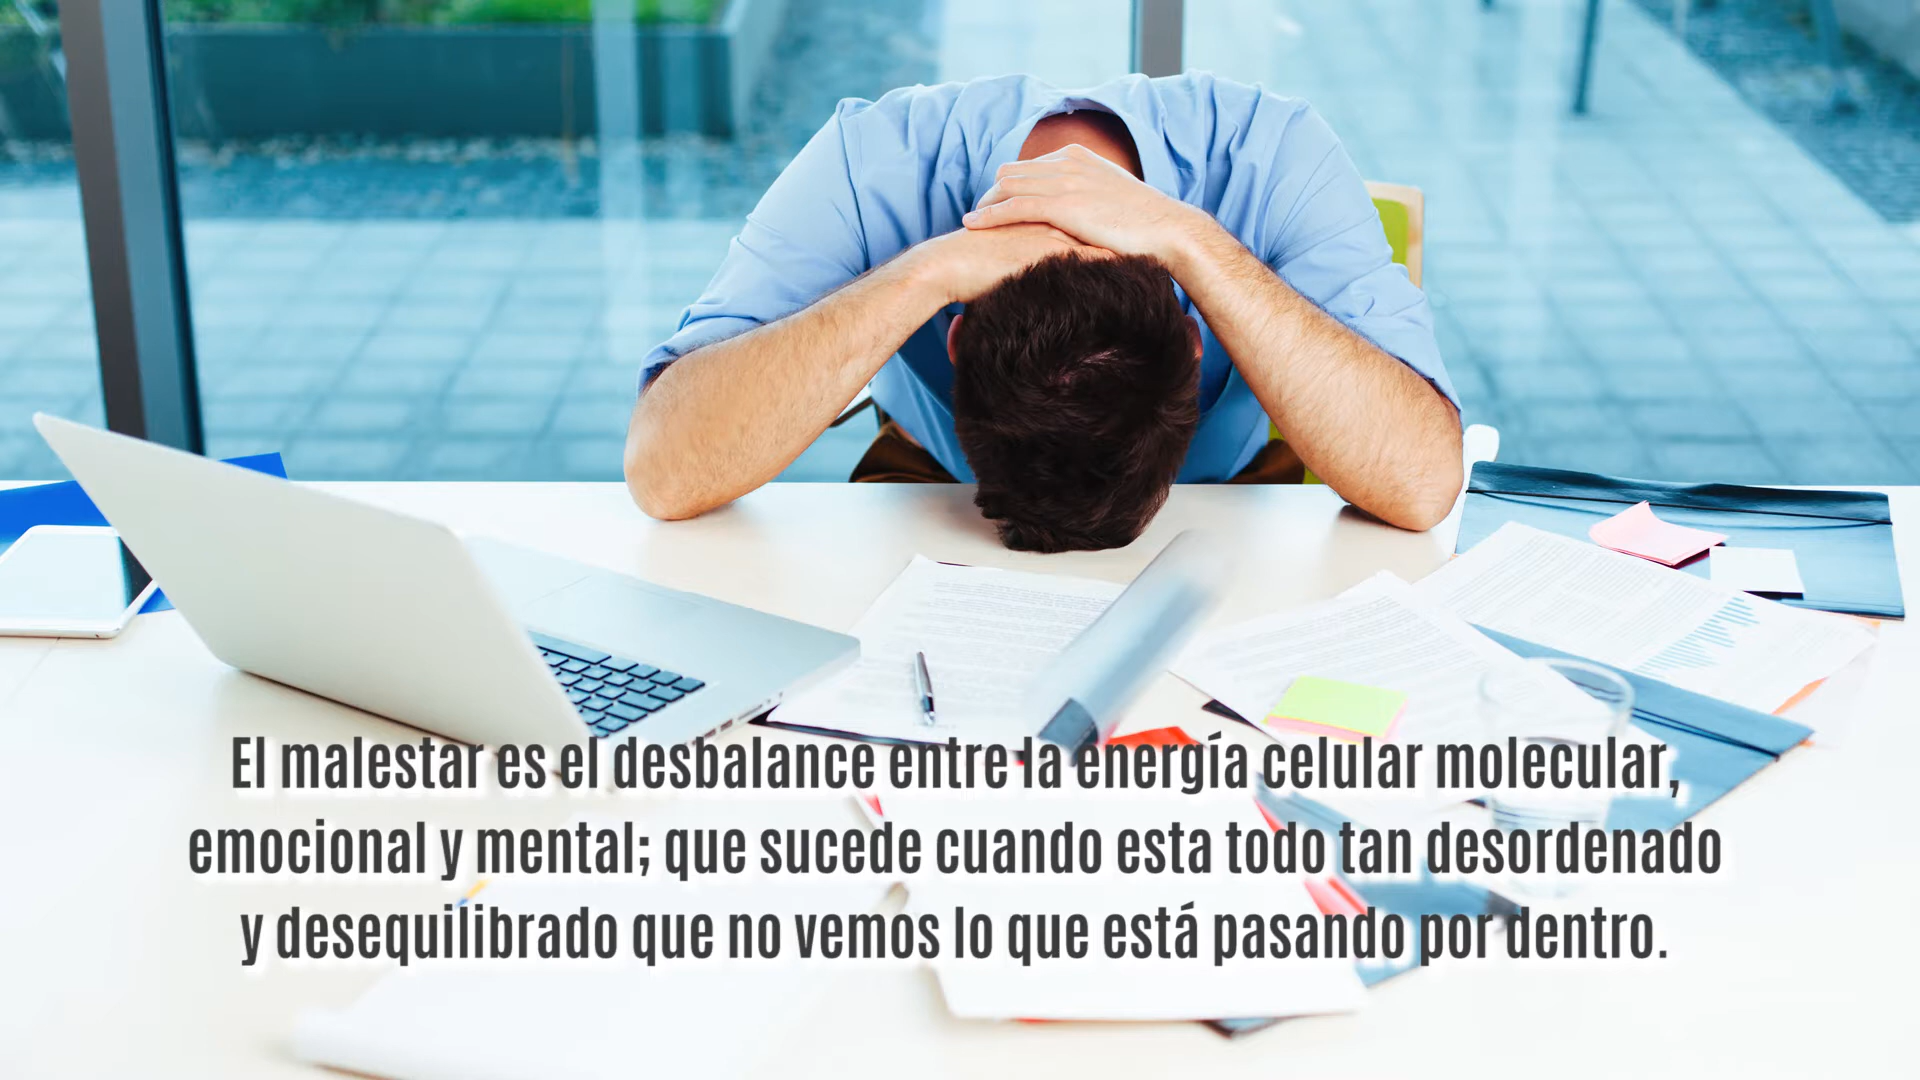 El malestar es el desbalance entre la energía celular molecular,
emocional y mental; que sucede cuando esta todo tan desordenado
y desequilibrado que no vemos lo que está pasando por dentro.